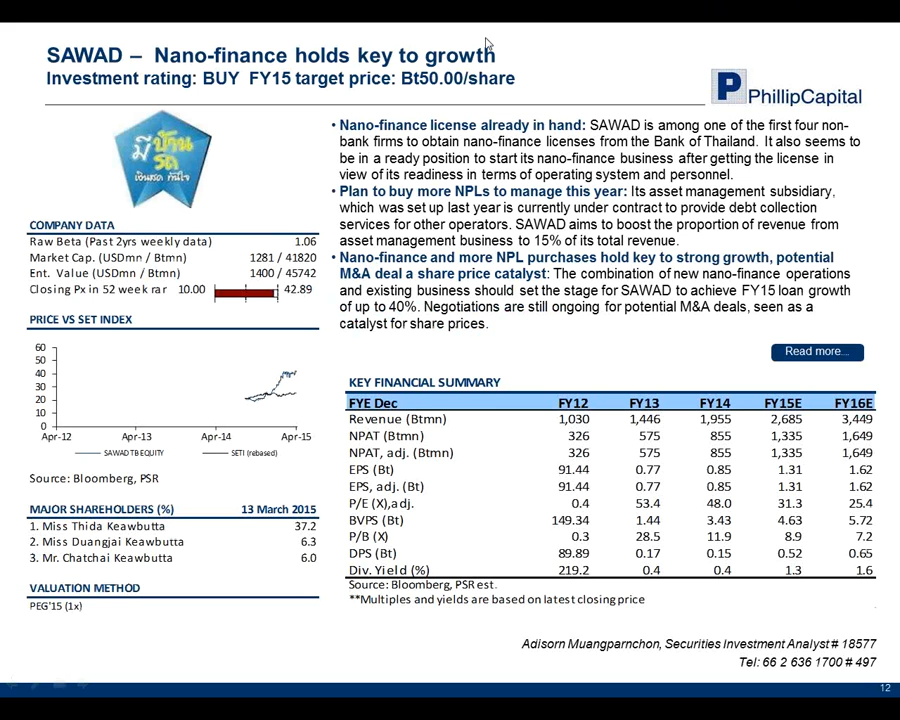 SAWAD – Nano-finance holds key to growth
Investment rating: BUY FY15 target price: Bt50.00/share
P PhillipCapital
มี บ้าน
รถ
เงินสด ทันใจ
• Nano-finance license already in hand: SAWAD is among one of the first four non-
bank firms to obtain nano-finance licenses from the Bank of Thailand. It also seems to
be in a ready position to start its nano-finance business after getting the license in
view of its readiness in terms of operating system and personnel.
• Plan to buy more NPLs to manage this year: Its asset management subsidiary,
which was set up last year is currently under contract to provide debt collection
services for other operators. SAWAD aims to boost the proportion of revenue from
asset management business to 15% of its total revenue.
• Nano-finance and more NPL purchases hold key to strong growth, potential
M&A deal a share price catalyst: The combination of new nano-finance operations
and existing business should set the stage for SAWAD to achieve FY15 loan growth
of up to 40%. Negotiations are still ongoing for potential M&A deals, seen as a
catalyst for share prices.
Read more...
COMPANY DATA
Raw Beta (Past 2yrs weekly data) 1.06
Market Cap. (USDmn / Btmn) 1281 / 41820
Ent. Value (USDmn / Btmn) 1400 / 45742
Closing Px in 52 week rar 10.00 42.89
PRICE VS SET INDEX
60
50
40
30
20
10
0
Apr-12 Apr-13 Apr-14 Apr-15
SAWAD TB EQUITY SETI (rebased)
Source: Bloomberg, PSR
MAJOR SHAREHOLDERS (%) 13 March 2015
1. Miss Thida Keawbutta 37.2
2. Miss Duangjai Keawbutta 6.3
3. Mr. Chatchai Keawbutta 6.0
VALUATION METHOD
PEG'15 (1x)
KEY FINANCIAL SUMMARY
FYE Dec FY12 FY13 FY14 FY15E FY16E
Revenue (Btmn) 1,030 1,446 1,955 2,685 3,449
NPAT (Btmn) 326 575 855 1,335 1,649
NPAT, adj. (Btmn) 326 575 855 1,335 1,649
EPS (Bt) 91.44 0.77 0.85 1.31 1.62
EPS, adj. (Bt) 91.44 0.77 0.85 1.31 1.62
P/E (X),adj. 0.4 53.4 48.0 31.3 25.4
BVPS (Bt) 149.34 1.44 3.43 4.63 5.72
P/B (X) 0.3 28.5 11.9 8.9 7.2
DPS (Bt) 89.89 0.17 0.15 0.52 0.65
Div. Yield (%) 219.2 0.4 0.4 1.3 1.6
Source: Bloomberg, PSR est.
**Multiples and yields are based on latest closing price
Adisorn Muangparnchon, Securities Investment Analyst # 18577
Tel: 66 2 636 1700 # 497
12